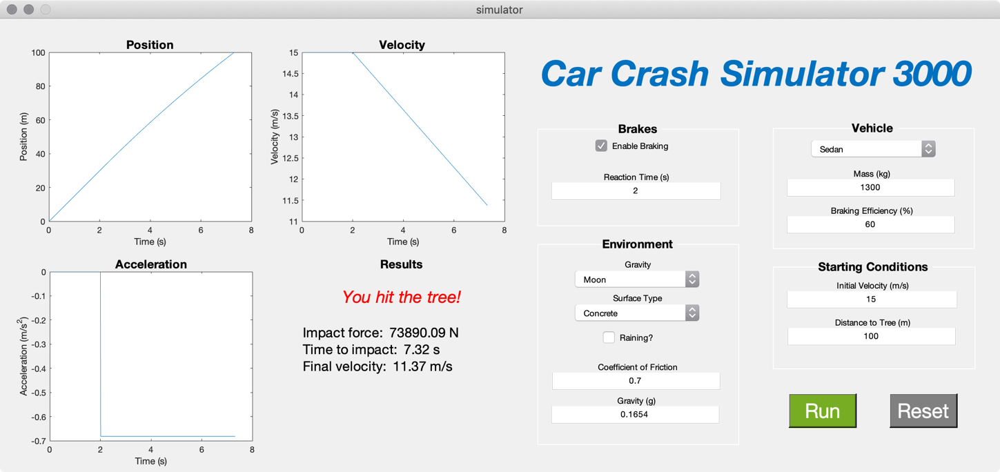 simulator
Position
100
80
60
40
20
0
Position (m)
0 2 4 6 8
Time (s)
Velocity
15
14.5
14
13.5
13
12.5
12
11.5
11
Velocity (m/s)
0 2 4 6 8
Time (s)
Acceleration
0
-0.1
-0.2
-0.3
-0.4
-0.5
-0.6
-0.7
Acceleration (m/s²)
0 2 4 6 8
Time (s)
Results
You hit the tree!
Impact force: 73890.09 N
Time to impact: 7.32 s
Final velocity: 11.37 m/s
Car Crash Simulator 3000
Brakes
Enable Braking
Reaction Time (s)
2
Environment
Gravity
Moon
Surface Type
Concrete
Raining?
Coefficient of Friction
0.7
Gravity (g)
0.1654
Vehicle
Sedan
Mass (kg)
1300
Braking Efficiency (%)
60
Starting Conditions
Initial Velocity (m/s)
15
Distance to Tree (m)
100
Run
Reset